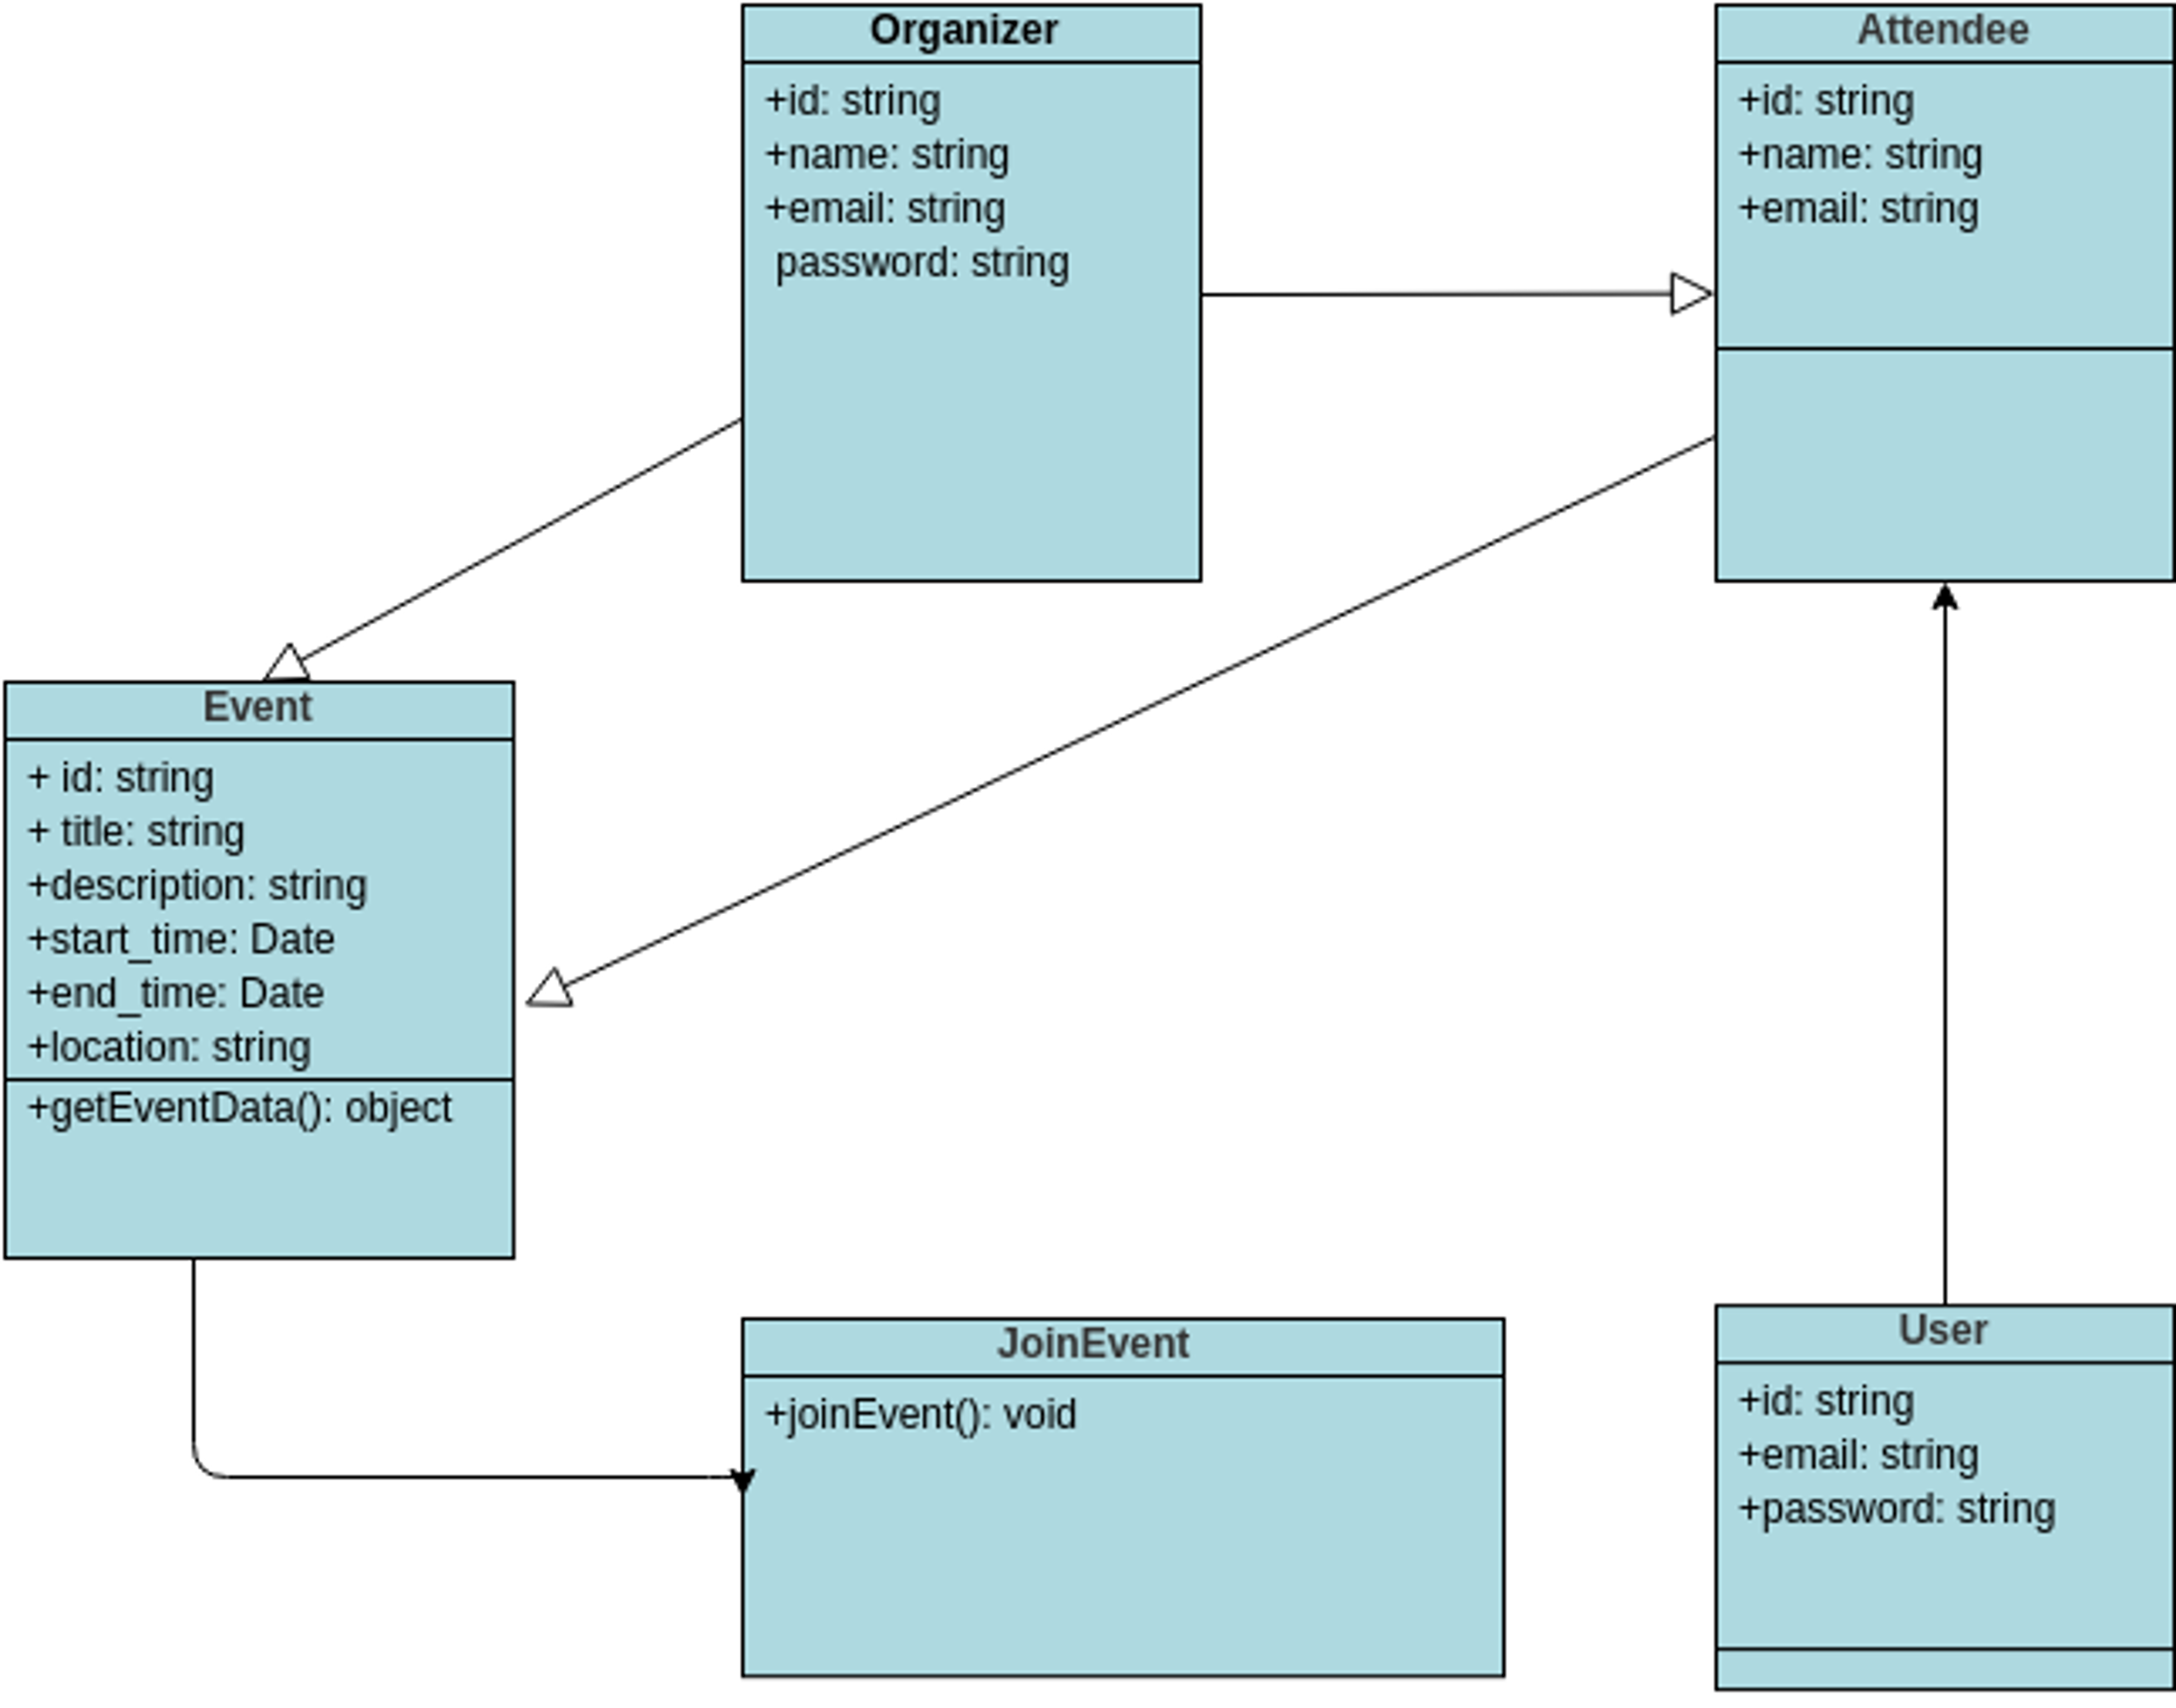 Organizer
+id: string
+name: string
+email: string
password: string
Attendee
+id: string
+name: string
+email: string
Event
+ id: string
+ title: string
+description: string
+start_time: Date
+end_time: Date
+location: string
+getEventData(): object
JoinEvent
+joinEvent(): void
User
+id: string
+email: string
+password: string